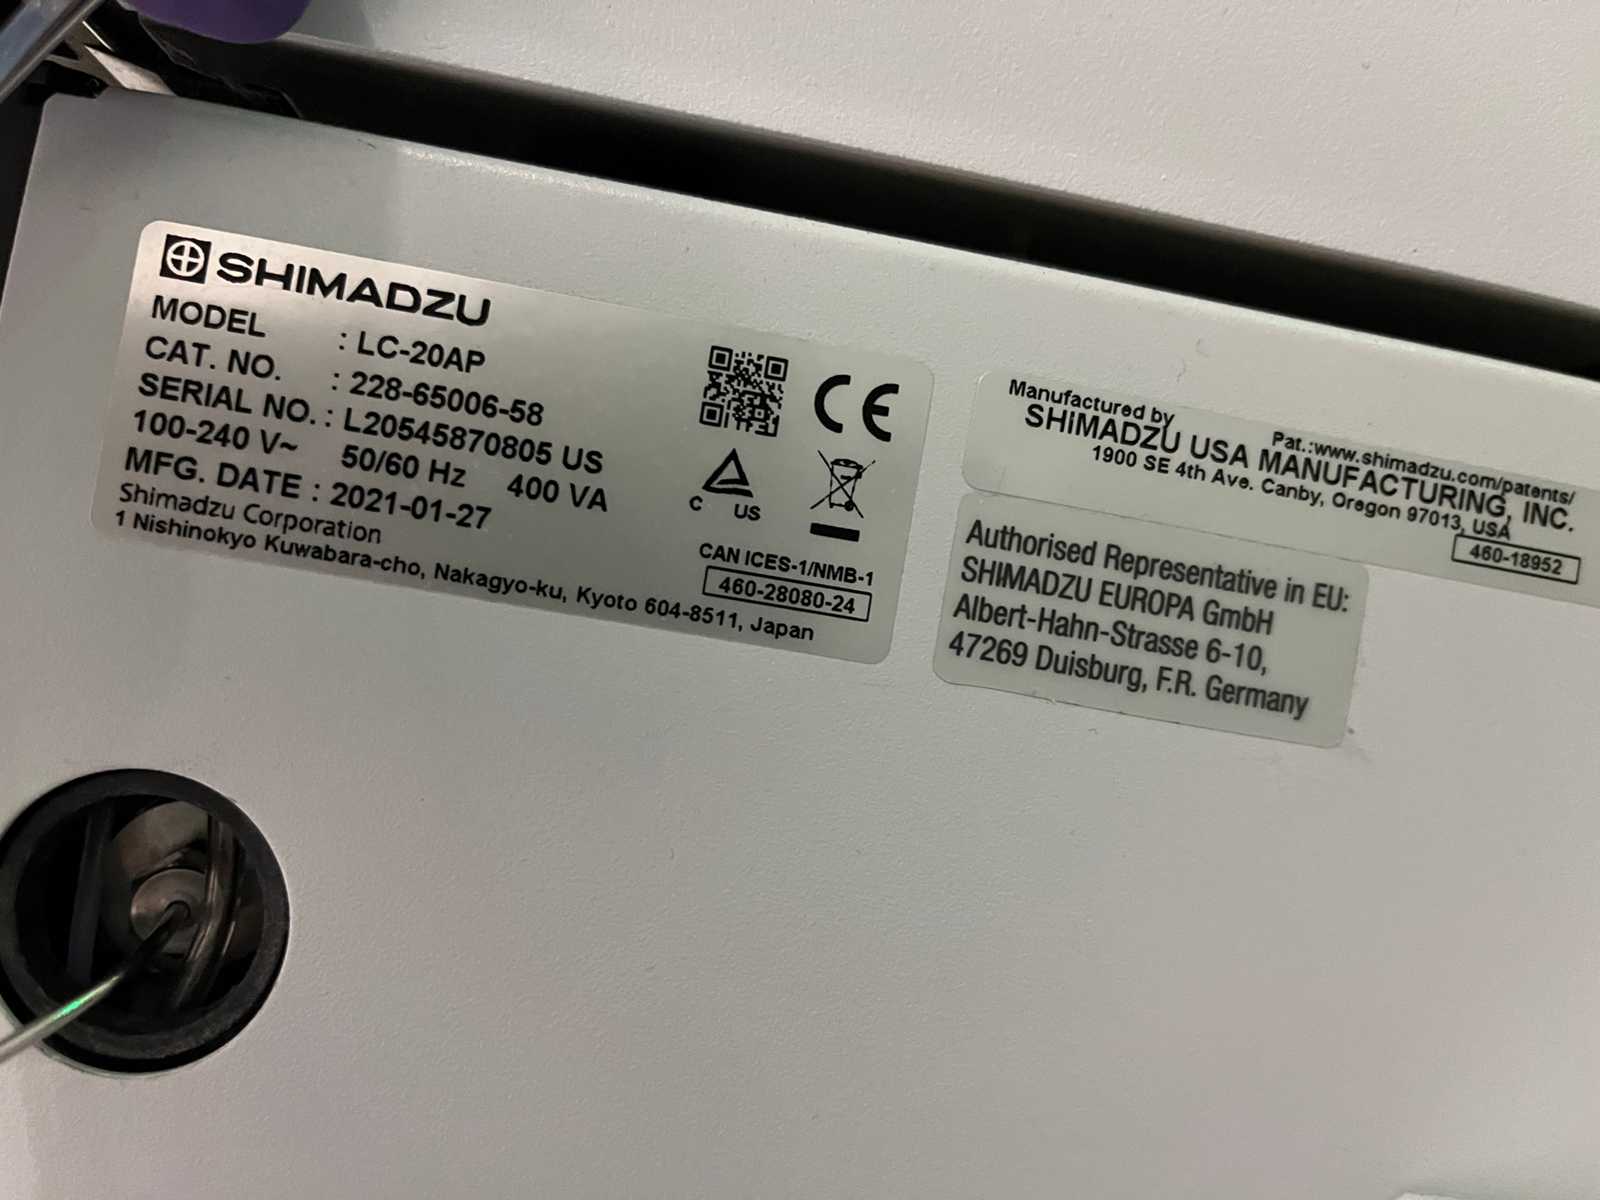 SHIMADZU
MODEL : LC-20AP
CAT. NO. : 228-65006-58
SERIAL NO. : L20545870805 US
100-240 V~ 50/60 Hz 400 VA
MFG. DATE : 2021-01-27
Shimadzu Corporation
1 Nishinokyo Kuwabara-cho, Nakagyo-ku, Kyoto 604-8511, Japan
CE
C US
CAN ICES-1/NMB-1
460-28080-24
Manufactured by
Pat.:www.shimadzu.com/patents/
SHIMADZU USA MANUFACTURING, INC.
1900 SE 4th Ave. Canby, Oregon 97013, USA
460-18952
Authorised Representative in EU:
SHIMADZU EUROPA GmbH
Albert-Hahn-Strasse 6-10,
47269 Duisburg, F.R. Germany